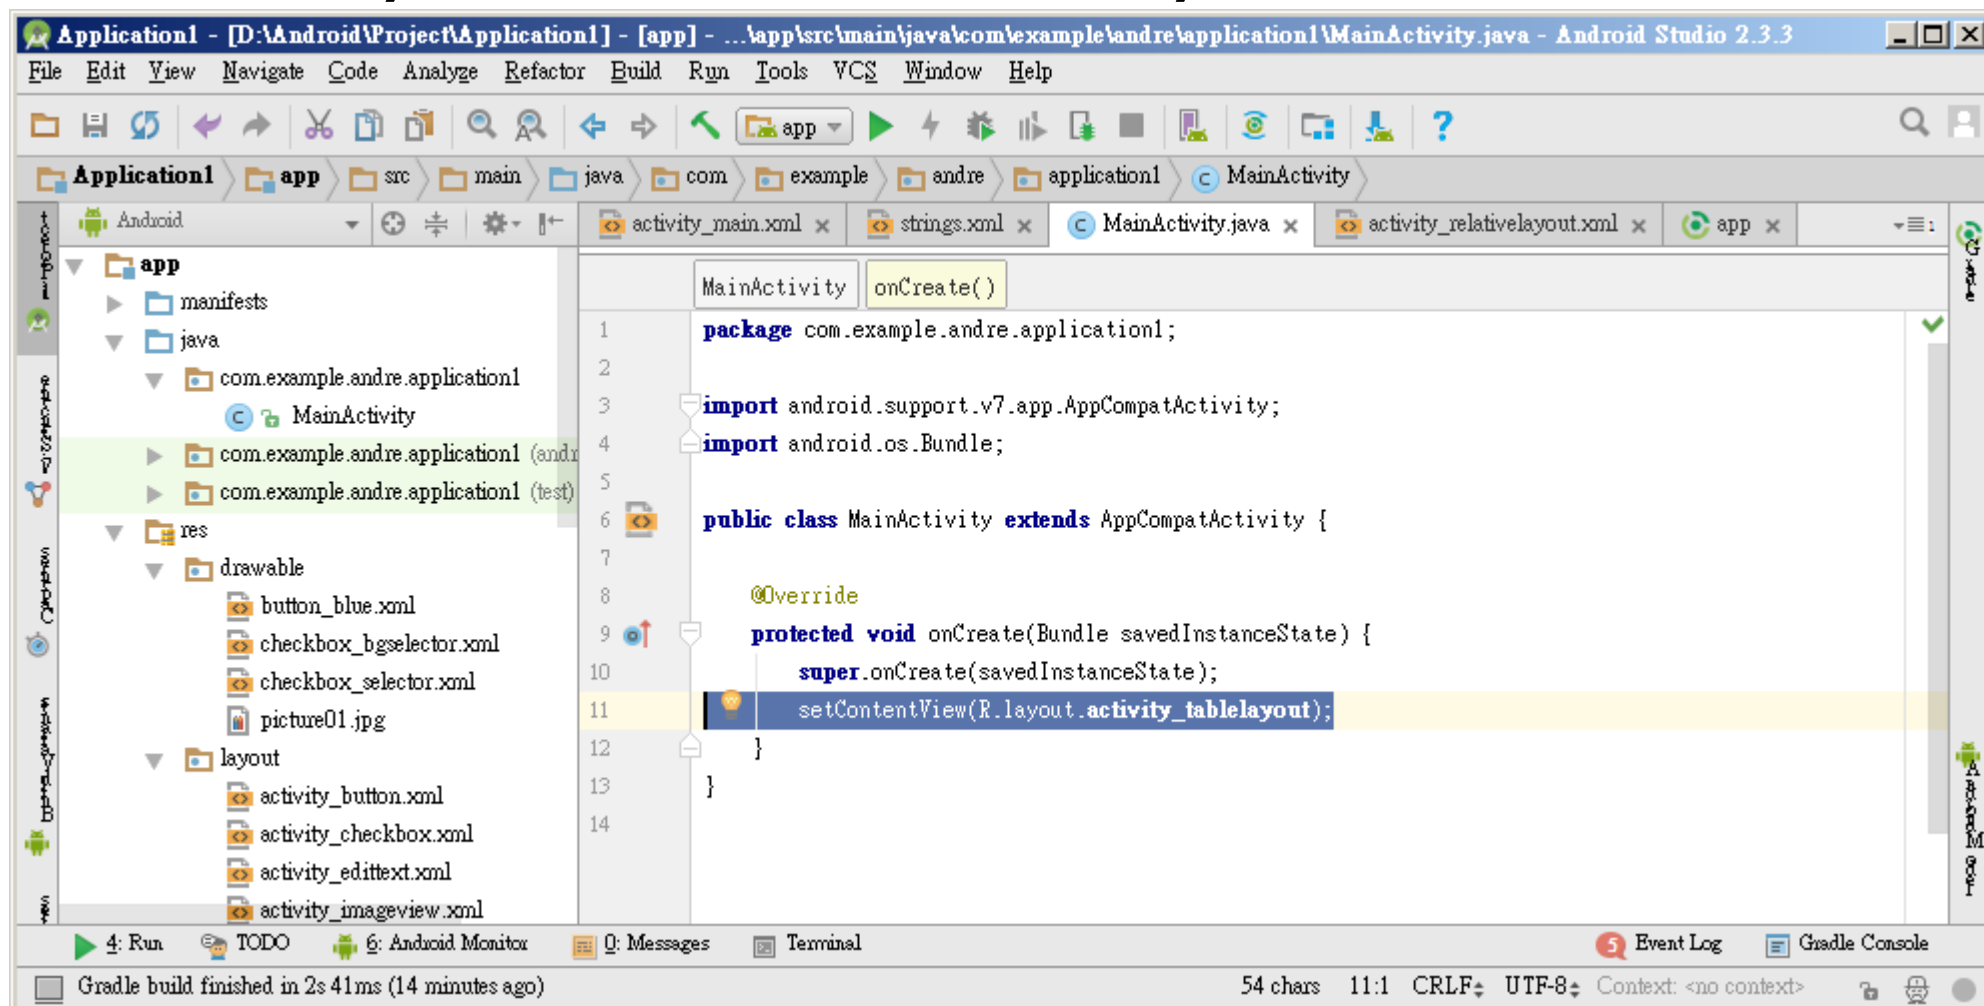 Application1 - [D:\Android\Project\Application1] - [app] - ...\app\src\main\java\com\example\andre\application1\MainActivity.java - Android Studio 2.3.3
File Edit View Navigate Code Analyze Refactor Build Run Tools VCS Window Help
app
Application1 app src main java com example andre application1 MainActivity
Android
activity_main.xml strings.xml MainActivity.java activity_relativelayout.xml app
app
manifests
java
com.example.andre.application1
MainActivity
com.example.andre.application1 (andr
com.example.andre.application1 (test)
res
drawable
button_blue.xml
checkbox_bgselector.xml
checkbox_selector.xml
picture01.jpg
layout
activity_button.xml
activity_checkbox.xml
activity_edittext.xml
activity_imageview.xml
MainActivity onCreate()
1 package com.example.andre.application1;
2
3 import android.support.v7.app.AppCompatActivity;
4 import android.os.Bundle;
5
6 public class MainActivity extends AppCompatActivity {
7
8 @Override
9 protected void onCreate(Bundle savedInstanceState) {
10 super.onCreate(savedInstanceState);
11 setContentView(R.layout.activity_tablelayout);
12 }
13 }
14
4: Run TODO 6: Android Monitor 0: Messages Terminal 5 Event Log Gradle Console
Gradle build finished in 2s 41ms (14 minutes ago) 54 chars 11:1 CRLF UTF-8 Context: <no context>